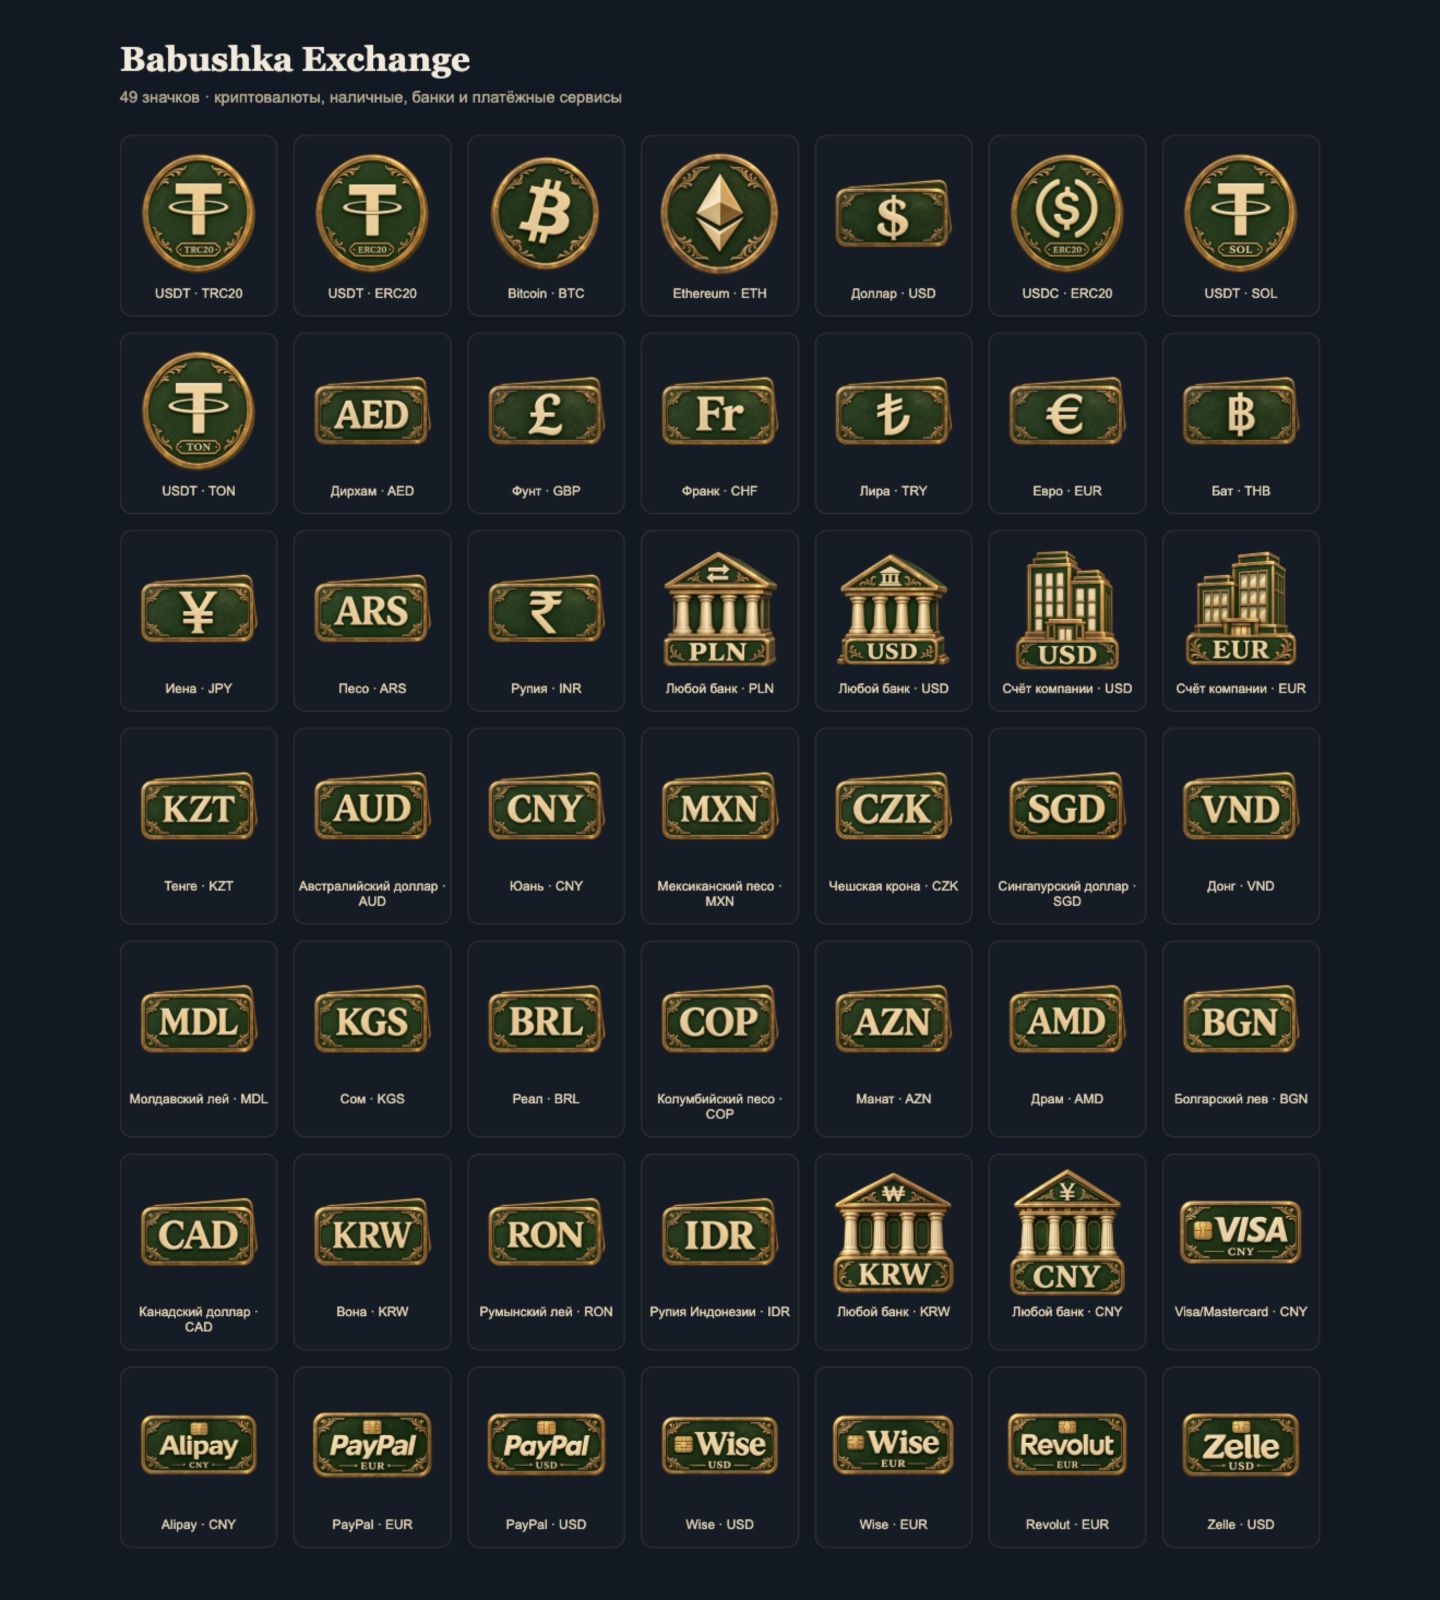 Babushka Exchange
49 значков · криптовалюты, наличные, банки и платёжные сервисы
TRC20
USDT · TRC20
ERC20
USDT · ERC20
Bitcoin · BTC
Ethereum · ETH
$
Доллар · USD
$
ERC20
USDC · ERC20
SOL
USDT · SOL
TON
USDT · TON
AED
Дирхам · AED
£
Фунт · GBP
Fr
Франк · CHF
₺
Лира · TRY
€
Евро · EUR
฿
Бат · THB
¥
Иена · JPY
ARS
Песо · ARS
₹
Рупия · INR
PLN
Любой банк · PLN
USD
Любой банк · USD
USD
Счёт компании · USD
EUR
Счёт компании · EUR
KZT
Тенге · KZT
AUD
Австралийский доллар ·
AUD
CNY
Юань · CNY
MXN
Мексиканский песо ·
MXN
CZK
Чешская крона · CZK
SGD
Сингапурский доллар ·
SGD
VND
Донг · VND
MDL
Молдавский лей · MDL
KGS
Сом · KGS
BRL
Реал · BRL
COP
Колумбийский песо ·
COP
AZN
Манат · AZN
AMD
Драм · AMD
BGN
Болгарский лев · BGN
CAD
Канадский доллар ·
CAD
KRW
Вона · KRW
RON
Румынский лей · RON
IDR
Рупия Индонезии · IDR
₩
KRW
Любой банк · KRW
¥
CNY
Любой банк · CNY
VISA
CNY
Visa/Mastercard · CNY
Alipay
CNY
Alipay · CNY
PayPal
EUR
PayPal · EUR
PayPal
USD
PayPal · USD
Wise
USD
Wise · USD
Wise
EUR
Wise · EUR
Revolut
EUR
Revolut · EUR
Zelle
USD
Zelle · USD